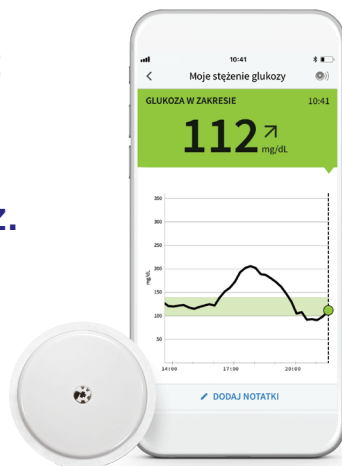 z.
10:41
Moje stężenie glukozy
GLUKOZA W ZAKRESIE 10:41
112
mg/dL
350
300
250
mg/dL
200
150
100
50
14:00 17:00 20:00
DODAJ NOTATKI